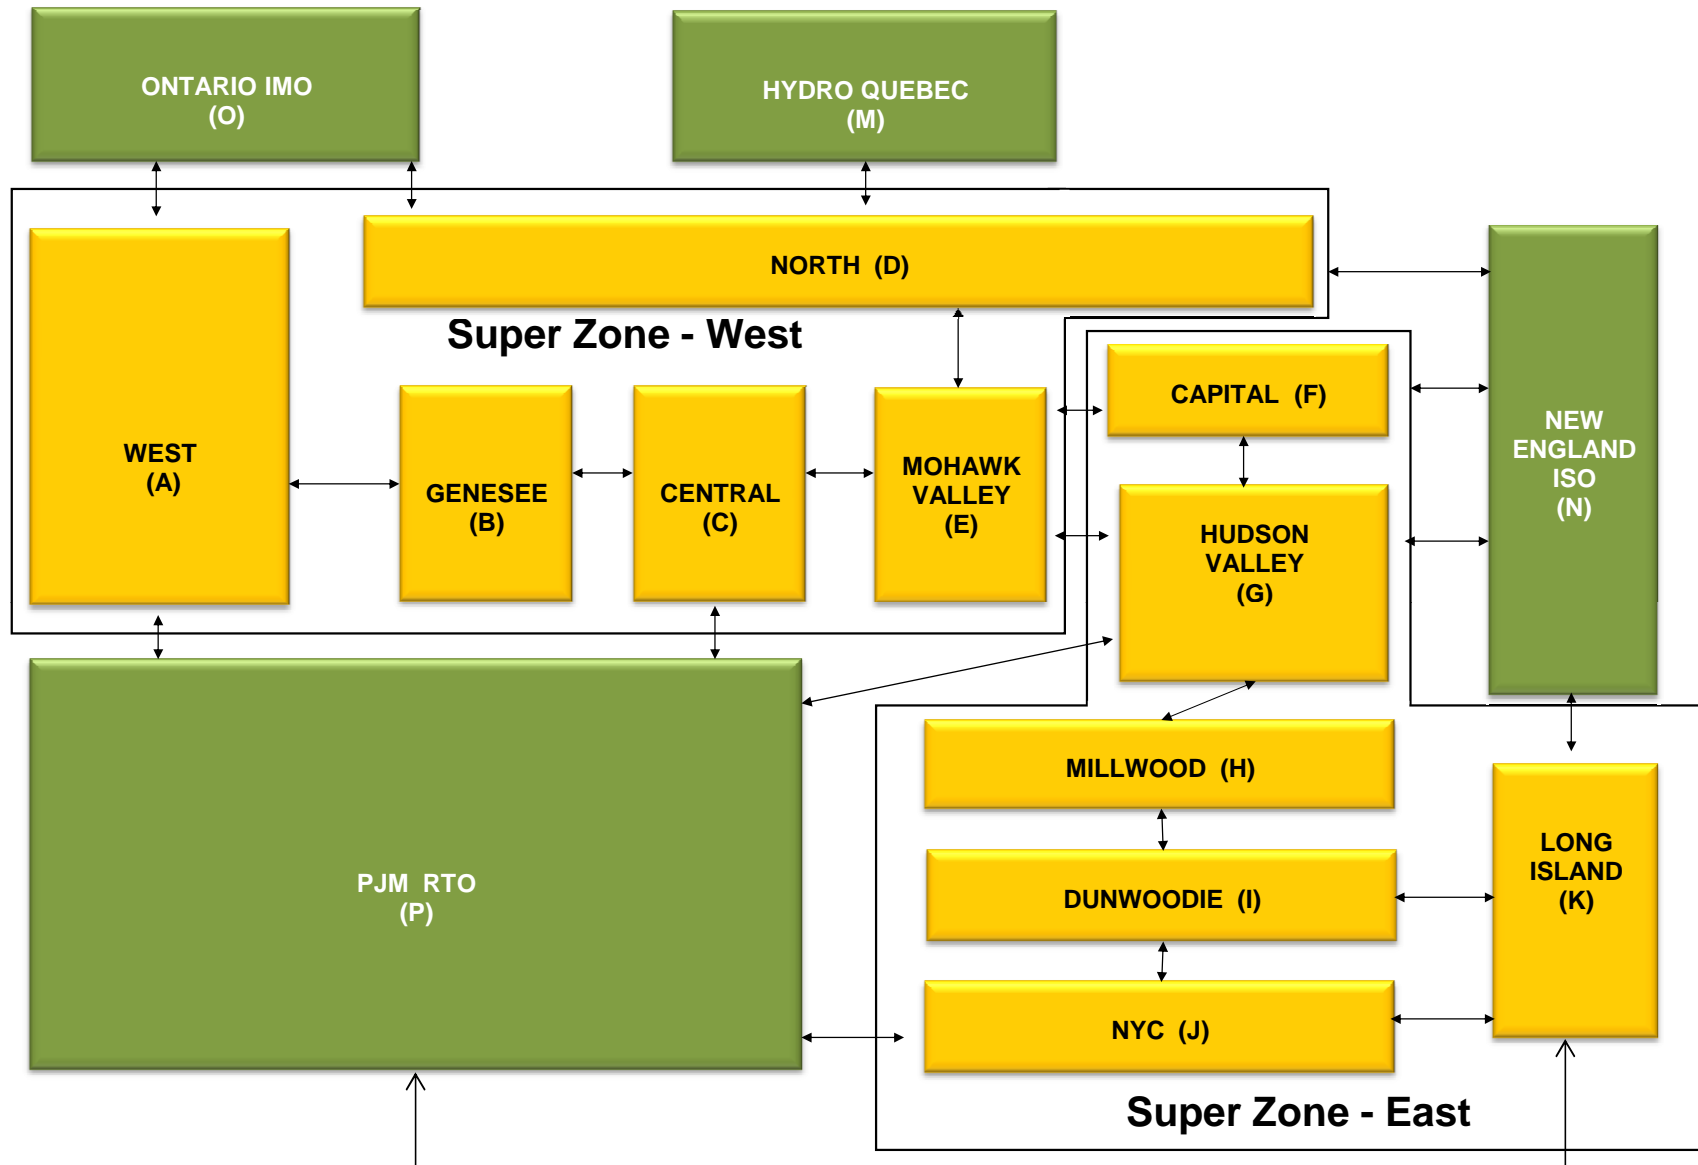 ONTARIO IMO
(O)
HYDRO QUEBEC
(M)
NORTH (D)
Super Zone - West
WEST
(A)
GENESEE
(B)
CENTRAL
(C)
MOHAWK
VALLEY
(E)
CAPITAL (F)
HUDSON
VALLEY
(G)
NEW
ENGLAND
ISO
(N)
MILLWOOD (H)
DUNWOODIE (I)
NYC (J)
LONG
ISLAND
(K)
PJM RTO
(P)
Super Zone - East